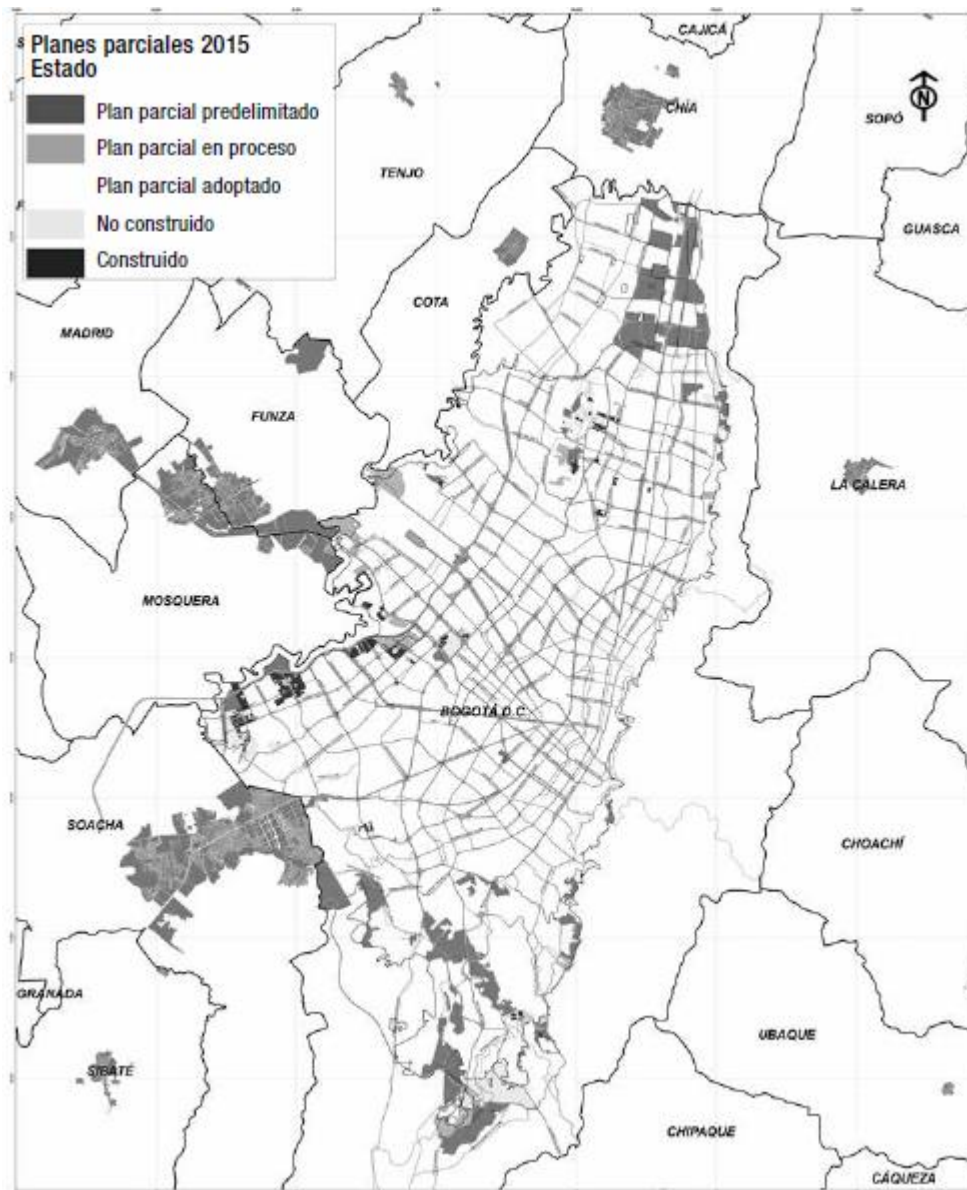 Planes parciales 2015
Estado
Plan parcial predelimitado
Plan parcial en proceso
Plan parcial adoptado
No construido
Construido
CAJICÁ
CHÍA
N
SOPÓ
TENJO
GUASCA
COTA
MADRID
FUNZA
LA CALERA
MOSQUERA
BOGOTÁ D.C.
SOACHA
CHOACHÍ
GRANADA
UBAQUE
SIBATÉ
CHIPAQUE
CÁQUEZA